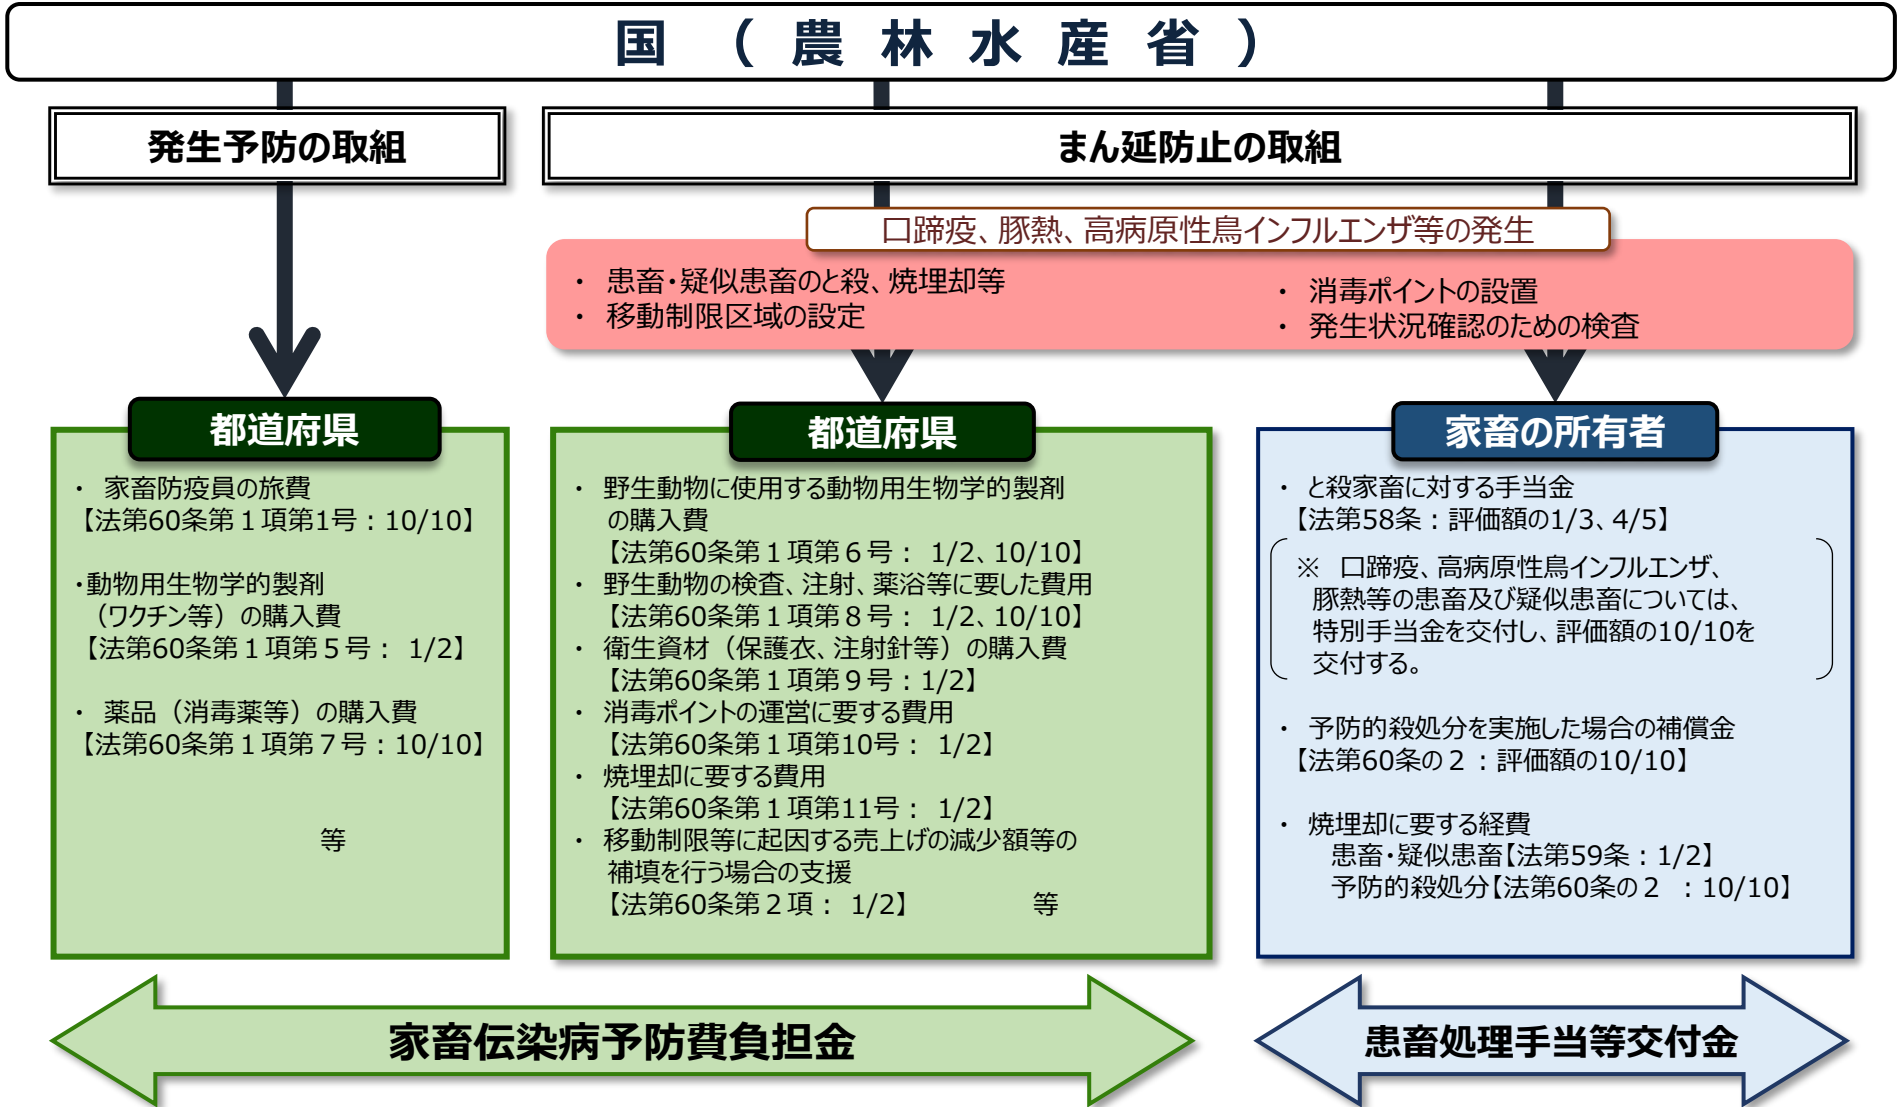 国（農林水産省）
発生予防の取組
まん延防止の取組
口蹄疫、豚熱、高病原性鳥インフルエンザ等の発生
・ 患畜・疑似患畜のと殺、焼埋却等
・ 移動制限区域の設定
・ 消毒ポイントの設置
・ 発生状況確認のための検査
都道府県
・ 家畜防疫員の旅費
【法第60条第１項第1号：10/10】
・動物用生物学的製剤
（ワクチン等）の購入費
【法第60条第１項第５号： 1/2】
・ 薬品（消毒薬等）の購入費
【法第60条第１項第７号：10/10】
等
都道府県
・ 野生動物に使用する動物用生物学的製剤
の購入費
【法第60条第１項第６号： 1/2、10/10】
・ 野生動物の検査、注射、薬浴等に要した費用
【法第60条第１項第８号： 1/2、10/10】
・ 衛生資材（保護衣、注射針等）の購入費
【法第60条第１項第９号：1/2】
・ 消毒ポイントの運営に要する費用
【法第60条第１項第10号： 1/2】
・ 焼埋却に要する費用
【法第60条第１項第11号： 1/2】
・ 移動制限等に起因する売上げの減少額等の
補填を行う場合の支援
【法第60条第２項： 1/2】 等
家畜の所有者
・ と殺家畜に対する手当金
【法第58条：評価額の1/3、4/5】
※ 口蹄疫、高病原性鳥インフルエンザ、
豚熱等の患畜及び疑似患畜については、
特別手当金を交付し、評価額の10/10を
交付する。
・ 予防的殺処分を実施した場合の補償金
【法第60条の２：評価額の10/10】
・ 焼埋却に要する経費
患畜・疑似患畜【法第59条：1/2】
予防的殺処分【法第60条の２ ：10/10】
家畜伝染病予防費負担金
患畜処理手当等交付金